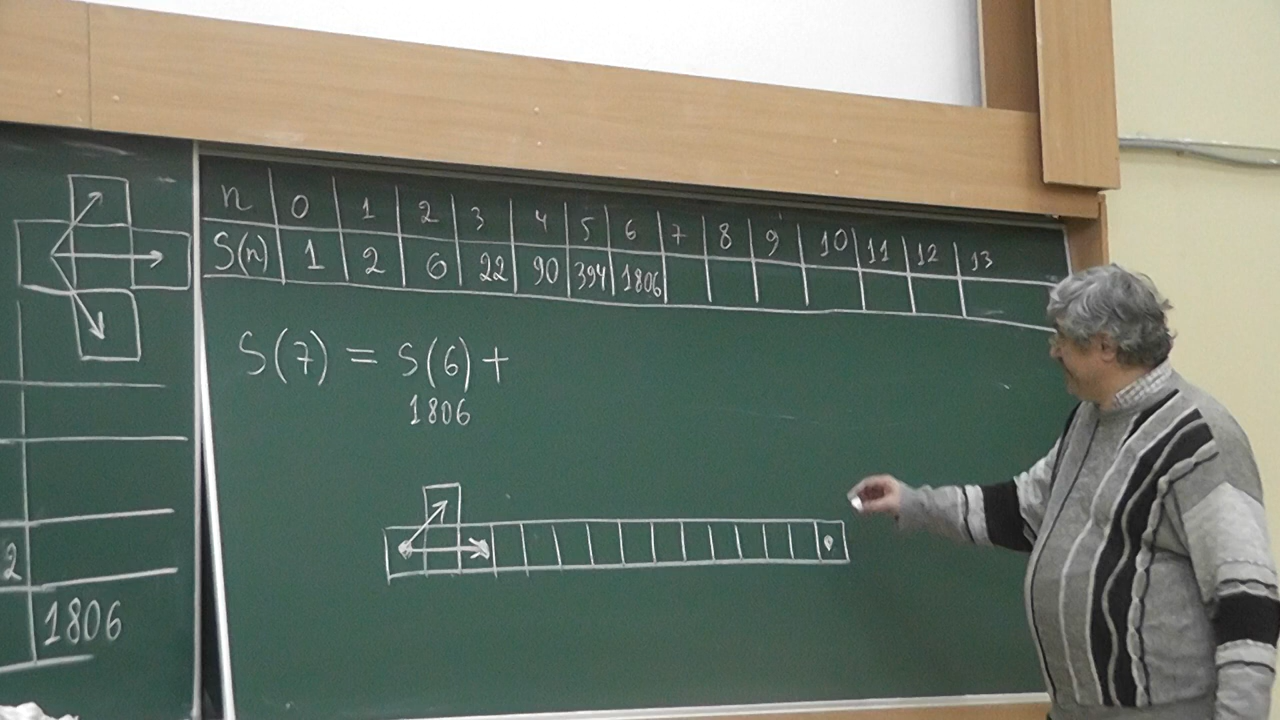 n 0 1 2 3 4 5 6 7 8 9 10 11 12 13
S(n) 1 2 6 22 90 394 1806
S(7) = S(6) +
1806
2
1806